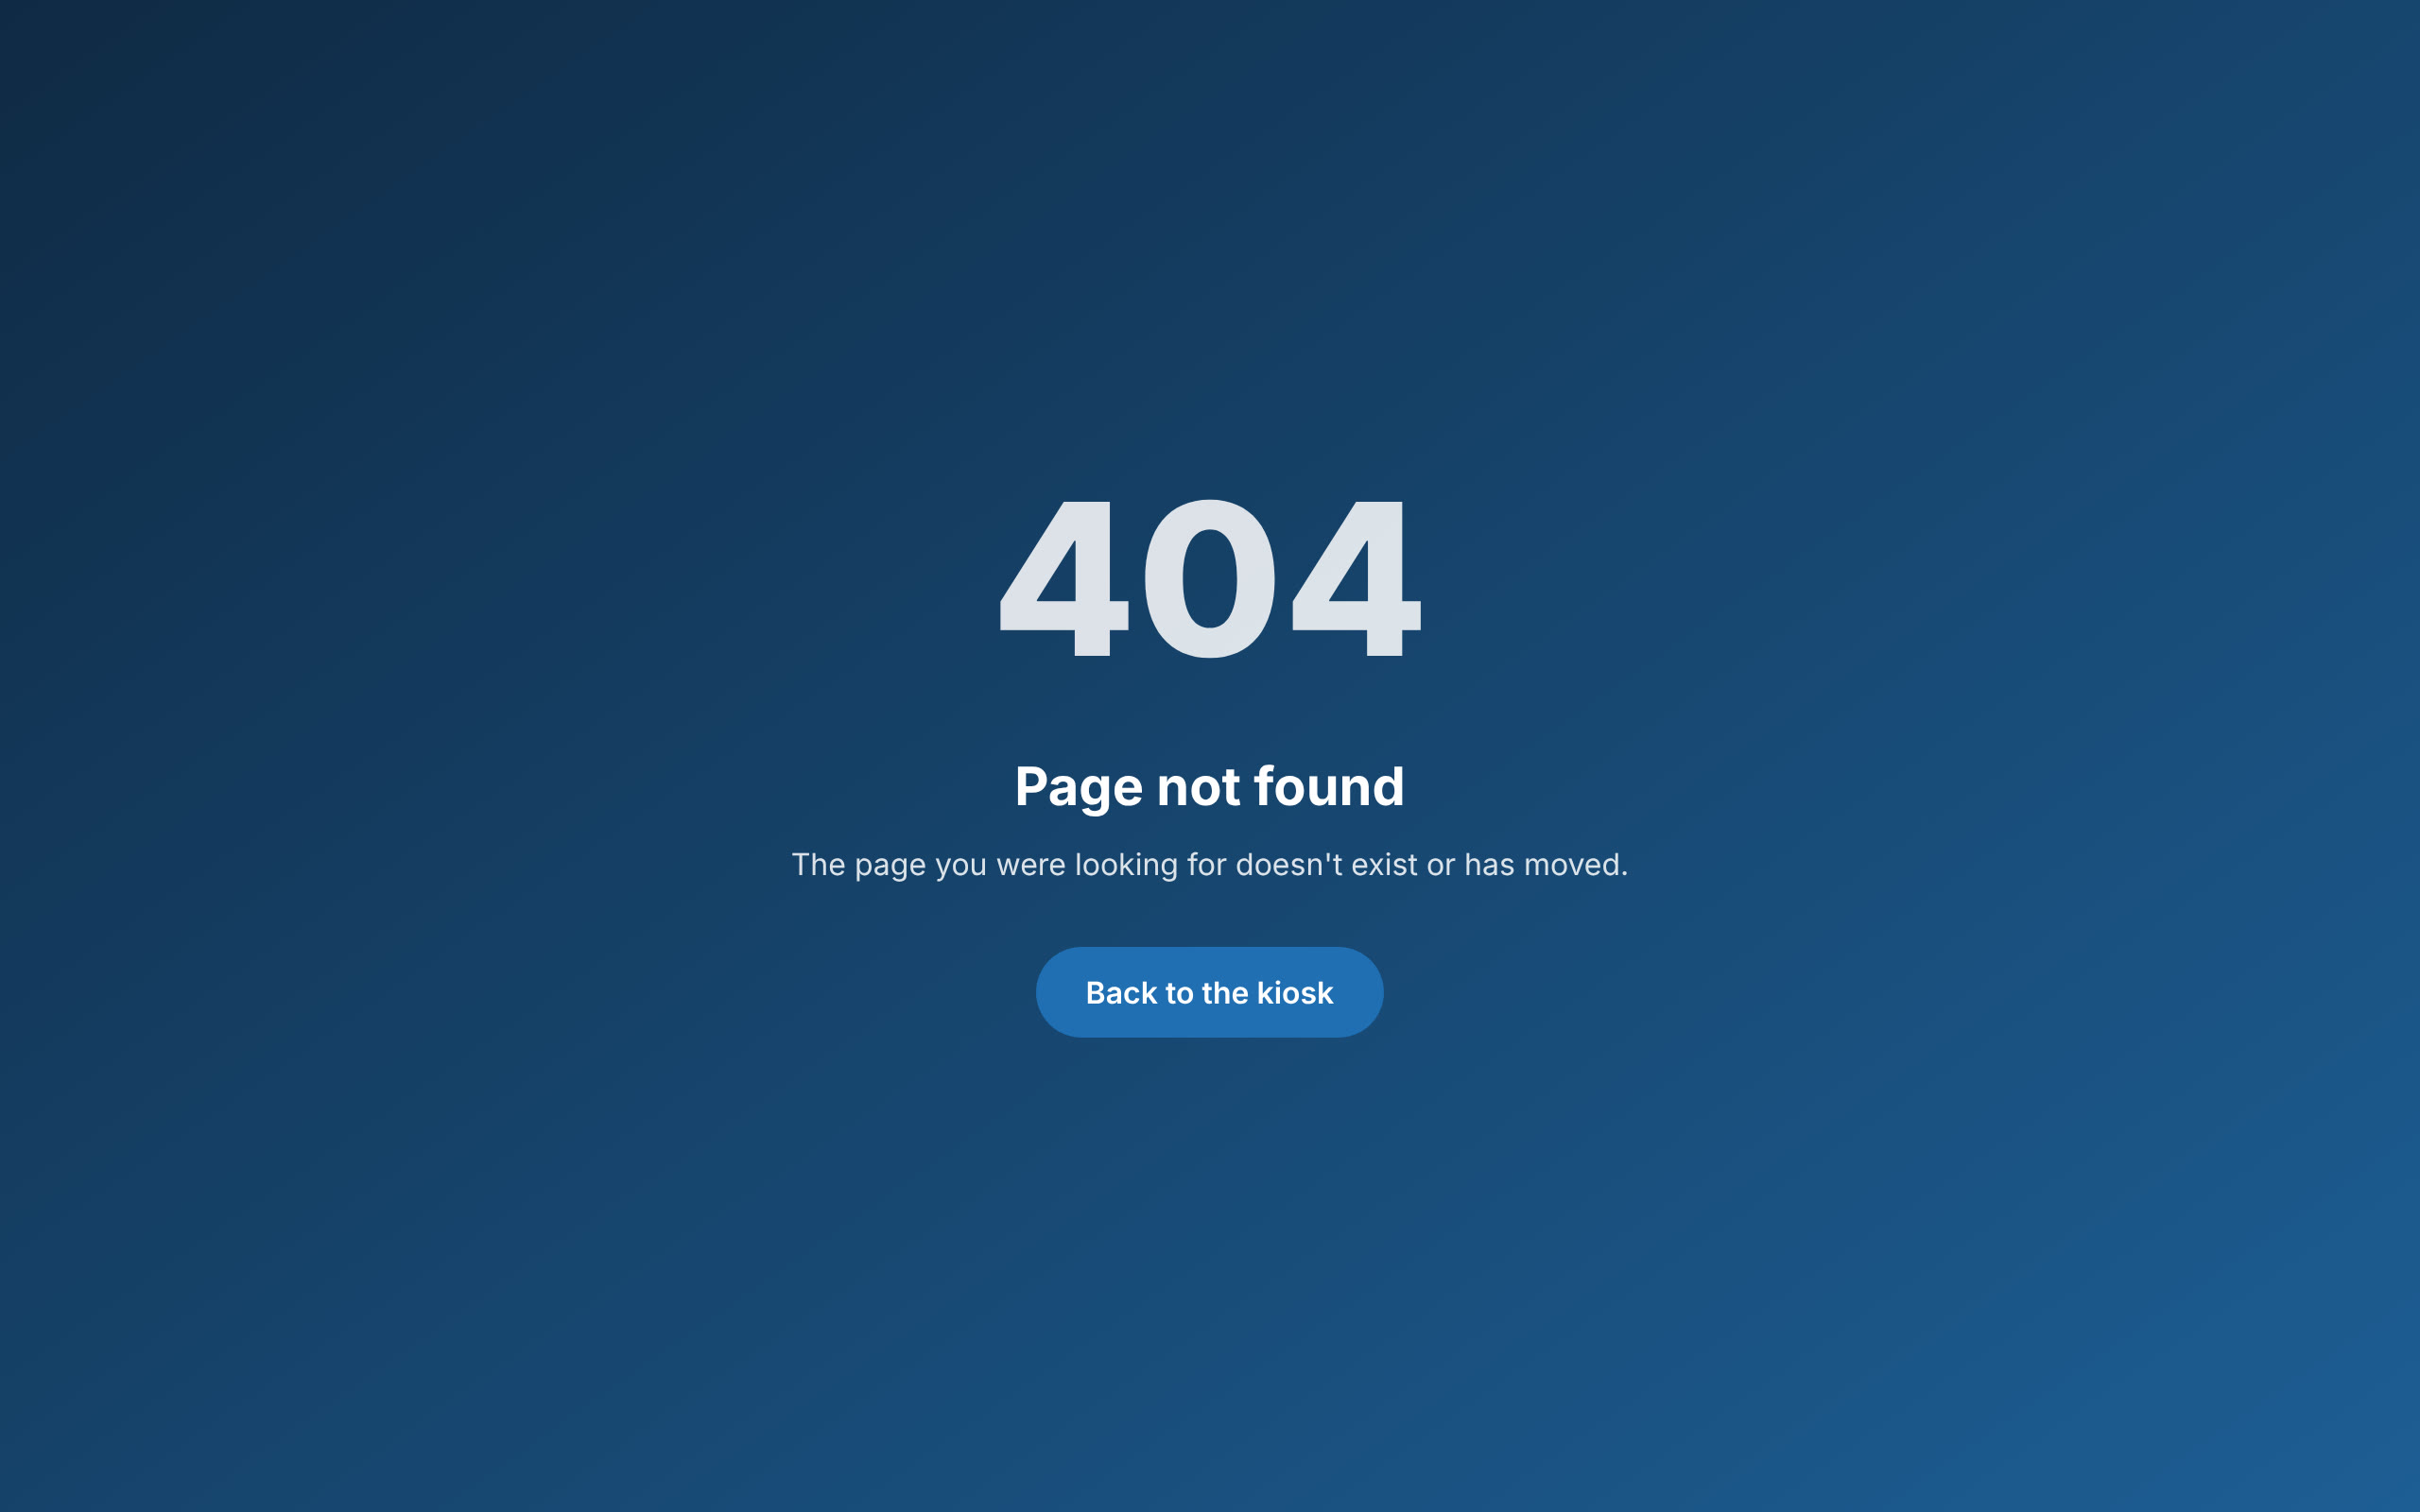 404
Page not found
The page you were looking for doesn't exist or has moved.
Back to the kiosk